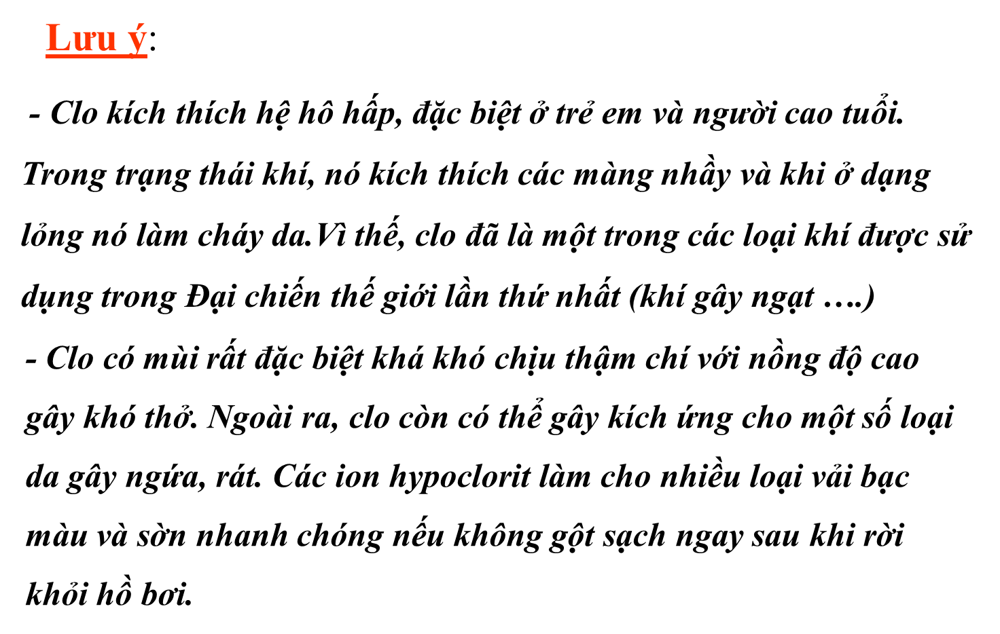 Lưu ý:
- Clo kích thích hệ hô hấp, đặc biệt ở trẻ em và người cao tuổi.
Trong trạng thái khí, nó kích thích các màng nhầy và khi ở dạng
lỏng nó làm cháy da.Vì thế, clo đã là một trong các loại khí được sử
dụng trong Đại chiến thế giới lần thứ nhất (khí gây ngạt ….)
- Clo có mùi rất đặc biệt khá khó chịu thậm chí với nồng độ cao
gây khó thở. Ngoài ra, clo còn có thể gây kích ứng cho một số loại
da gây ngứa, rát. Các ion hypoclorit làm cho nhiều loại vải bạc
màu và sờn nhanh chóng nếu không gột sạch ngay sau khi rời
khỏi hồ bơi.